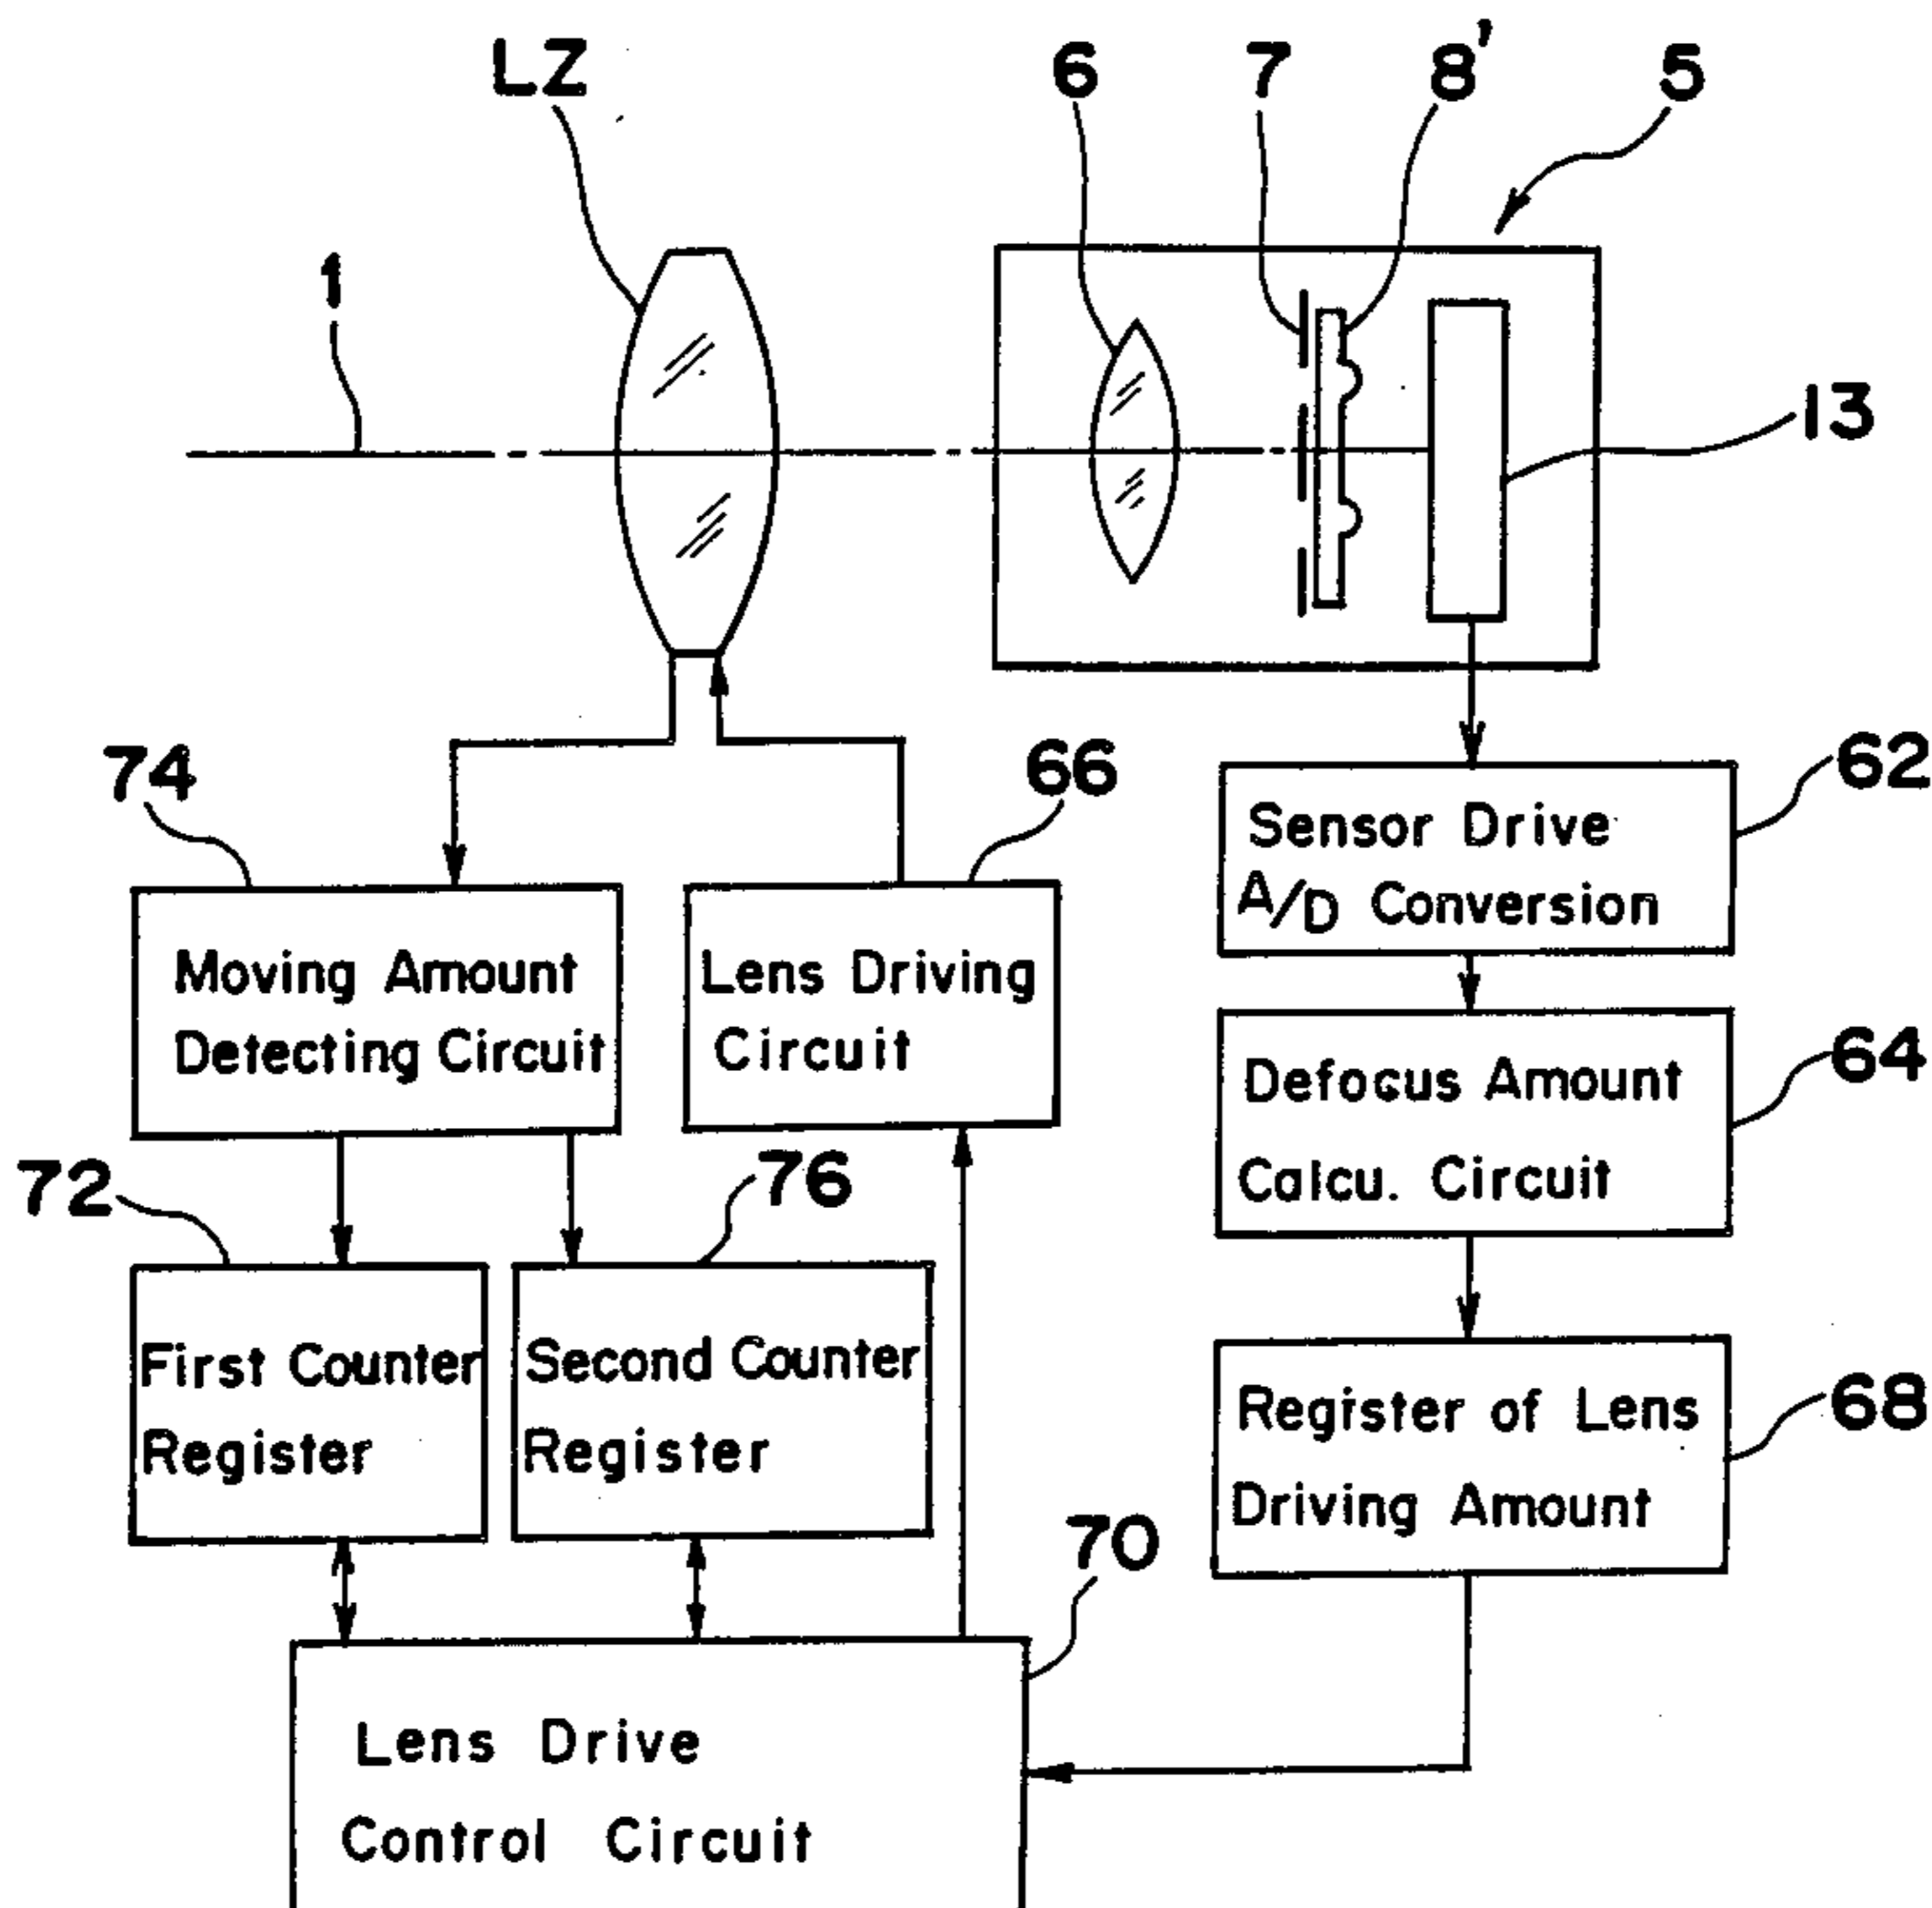 LZ
6
7
8'
5
1
13
74
66
62
Sensor Drive
A/D Conversion
Moving Amount
Detecting Circuit
Lens Driving
Circuit
64
Defocus Amount
Calcu. Circuit
72
76
First Counter
Register
Second Counter
Register
68
Register of Lens
Driving Amount
70
Lens Drive
Control Circuit